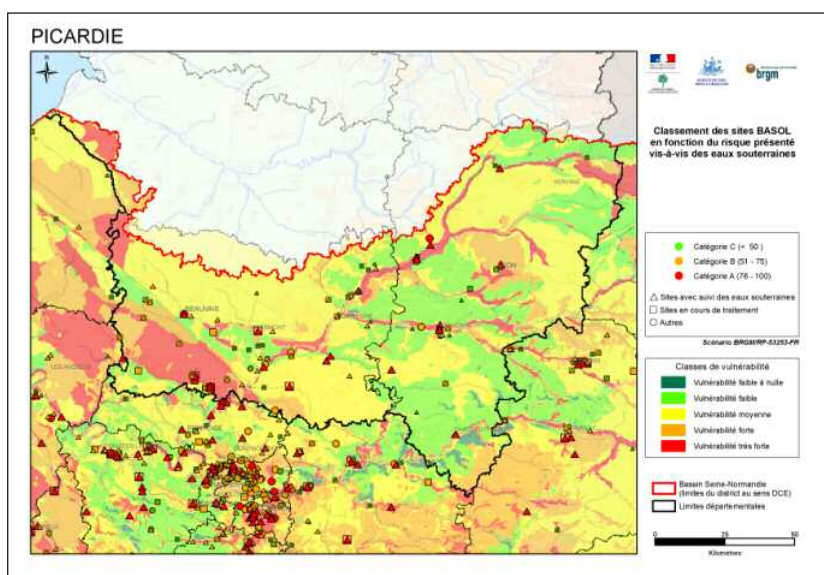 PICARDIE
brgm
Classement des sites BASOL
en fonction du risque présenté
vis-à-vis des eaux souterraines
Catégorie C (< 50 )
Catégorie B (51 - 75)
Catégorie A (76 - 100)
Sites avec suivi des eaux souterraines
Sites en cours de traitement
Autres
Scénario BRGM/RP-53253-FR
Classes de vulnérabilité
Vulnérabilité faible à nulle
Vulnérabilité faible
Vulnérabilité moyenne
Vulnérabilité forte
Vulnérabilité très forte
Bassin Seine-Normandie
(limites du district au sens DCE)
Limites départementales
0 25 50
Kilomètres
VERVINS
BEAUVAIS